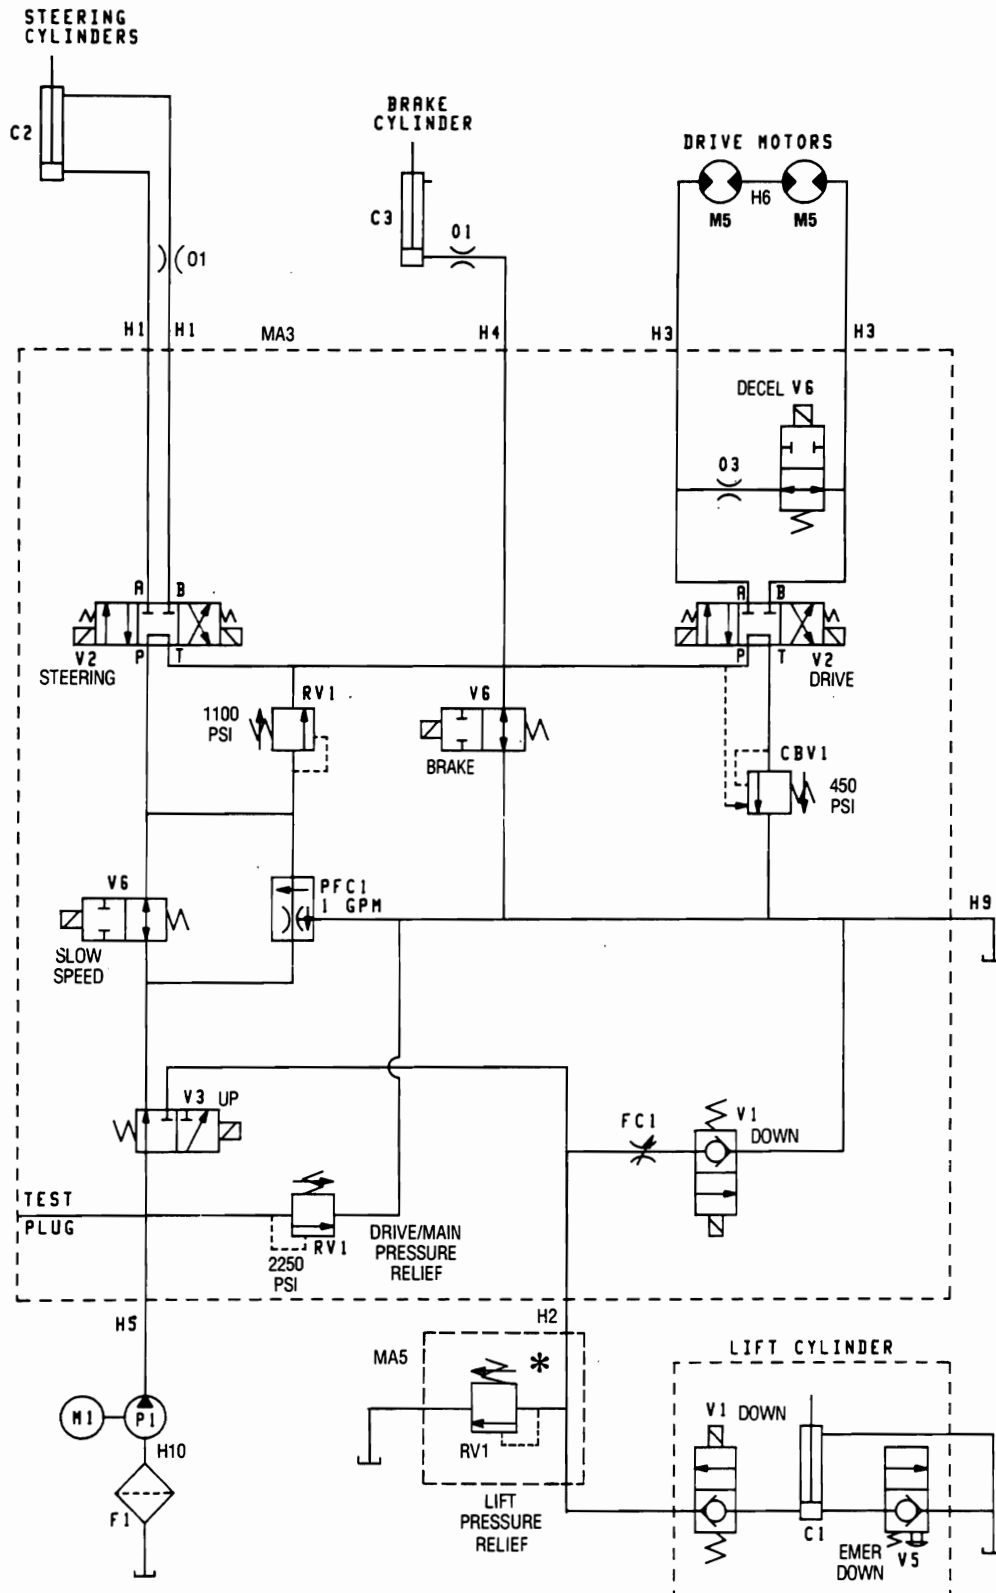 STEERING
CYLINDERS
C2
BRAKE
CYLINDER
C3
O1
DRIVE MOTORS
H6
M5
M5
O1
H1
H1
MA3
H4
H3
H3
DECEL V6
O3
A
B
P
T
V2
STEERING
A
B
P
T
V2
DRIVE
RV1
1100
PSI
V6
BRAKE
CBV1
450
PSI
V6
SLOW
SPEED
PFC1
1 GPM
H9
V3 UP
FC1
V1
DOWN
TEST
PLUG
RV1
2250
PSI
DRIVE/MAIN
PRESSURE
RELIEF
H5
H2
MA5
*
RV1
LIFT
PRESSURE
RELIEF
LIFT CYLINDER
V1 DOWN
C1
EMER
DOWN
V5
M1
P1
H10
F1